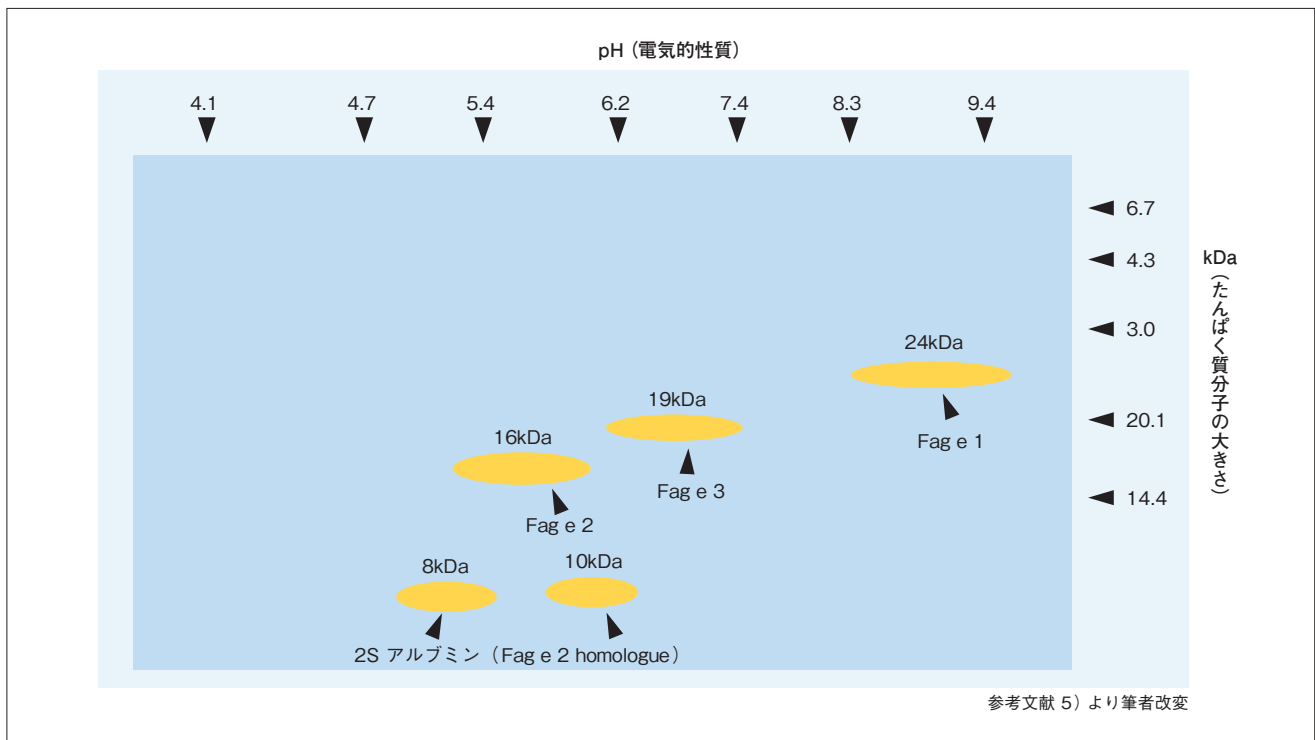 pH（電気的性質）
4.1 4.7 5.4 6.2 7.4 8.3 9.4
6.7
4.3
3.0
20.1
14.4
kDa（たんぱく質分子の大きさ）
24kDa
Fag e 1
19kDa
Fag e 3
16kDa
Fag e 2
8kDa
10kDa
2S アルブミン（Fag e 2 homologue）
参考文献 5）より筆者改変